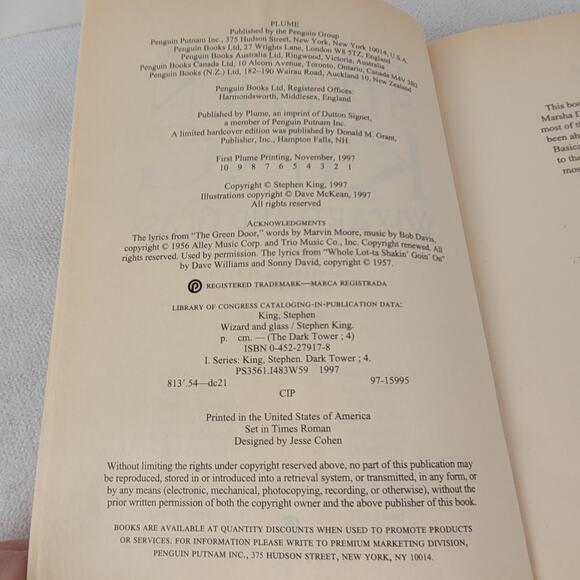 PLUME
Published by the Penguin Group
Penguin Putnam Inc., 375 Hudson Street, New York, New York 10014, U.S.A.
Penguin Books Ltd, 27 Wrights Lane, London W8 5TZ, England
Penguin Books Australia Ltd, Ringwood, Victoria, Australia
Penguin Books Canada Ltd, 10 Alcorn Avenue, Toronto, Ontario, Canada M4V 3B2
Penguin Books (N.Z.) Ltd, 182–190 Wairau Road, Auckland 10, New Zealand
Penguin Books Ltd, Registered Offices:
Harmondsworth, Middlesex, England
Published by Plume, an imprint of Dutton Signet,
a member of Penguin Putnam Inc.
A limited hardcover edition was published by Donald M. Grant,
Publisher, Inc., Hampton Falls, NH.
First Plume Printing, November, 1997
10 9 8 7 6 5 4 3 2 1
Copyright © Stephen King, 1997
Illustrations copyright © Dave McKean, 1997
All rights reserved
ACKNOWLEDGMENTS
The lyrics from "The Green Door," words by Marvin Moore, music by Bob Davis,
copyright © 1956 Alley Music Corp. and Trio Music Co., Inc. Copyright renewed. All
rights reserved. Used by permission. The lyrics from "Whole Lot-ta Shakin' Goin' On"
by Dave Williams and Sonny David, copyright © 1957.
REGISTERED TRADEMARK—MARCA REGISTRADA
LIBRARY OF CONGRESS CATALOGING-IN-PUBLICATION DATA:
King, Stephen
Wizard and glass / Stephen King.
p. cm. — (The Dark Tower ; 4)
ISBN 0-452-27917-8
I. Series: King, Stephen. Dark Tower ; 4.
PS3561.I483W59 1997
813'.54—dc21 97-15995
CIP
Printed in the United States of America
Set in Times Roman
Designed by Jesse Cohen
Without limiting the rights under copyright reserved above, no part of this publication may
be reproduced, stored in or introduced into a retrieval system, or transmitted, in any form, or
by any means (electronic, mechanical, photocopying, recording, or otherwise), without the
prior written permission of both the copyright owner and the above publisher of this book.
BOOKS ARE AVAILABLE AT QUANTITY DISCOUNTS WHEN USED TO PROMOTE PRODUCTS
OR SERVICES. FOR INFORMATION PLEASE WRITE TO PREMIUM MARKETING DIVISION,
PENGUIN PUTNAM INC., 375 HUDSON STREET, NEW YORK, NY 10014.
This boo
Marsha D
most of th
been abo
Basica
to the
mos